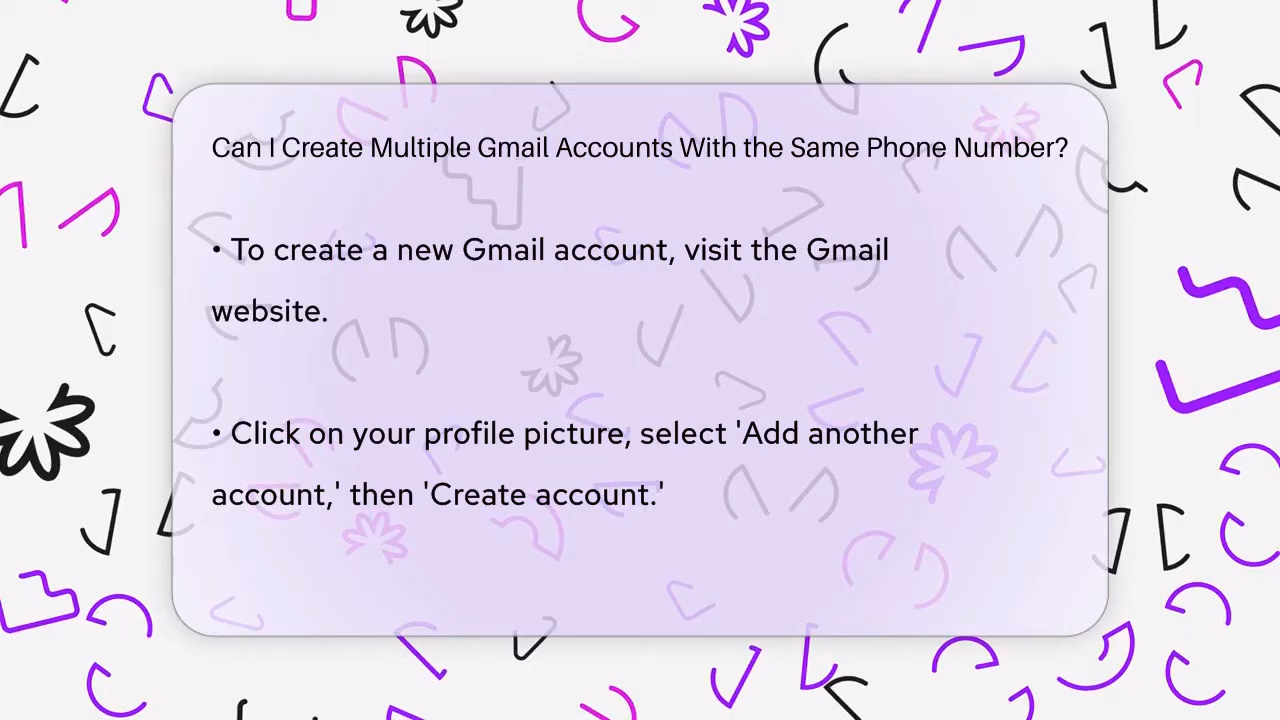 Can I Create Multiple Gmail Accounts With the Same Phone Number?
• To create a new Gmail account, visit the Gmail
website.
• Click on your profile picture, select 'Add another
account,' then 'Create account.'